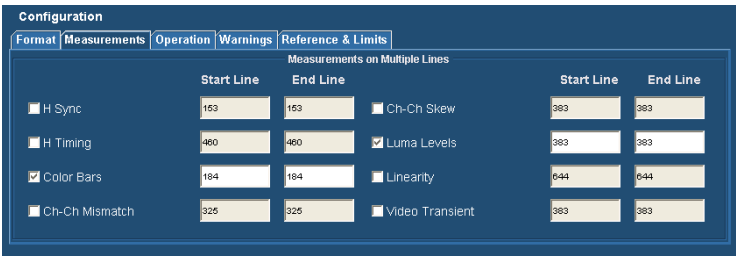 Configuration
Format Measurements Operation Warnings Reference & Limits
Measurements on Multiple Lines
Start Line End Line Start Line End Line
H Sync 153 153 Ch-Ch Skew 383 383
H Timing 460 460 Luma Levels 383 383
Color Bars 184 184 Linearity 644 644
Ch-Ch Mismatch 325 325 Video Transient 383 383